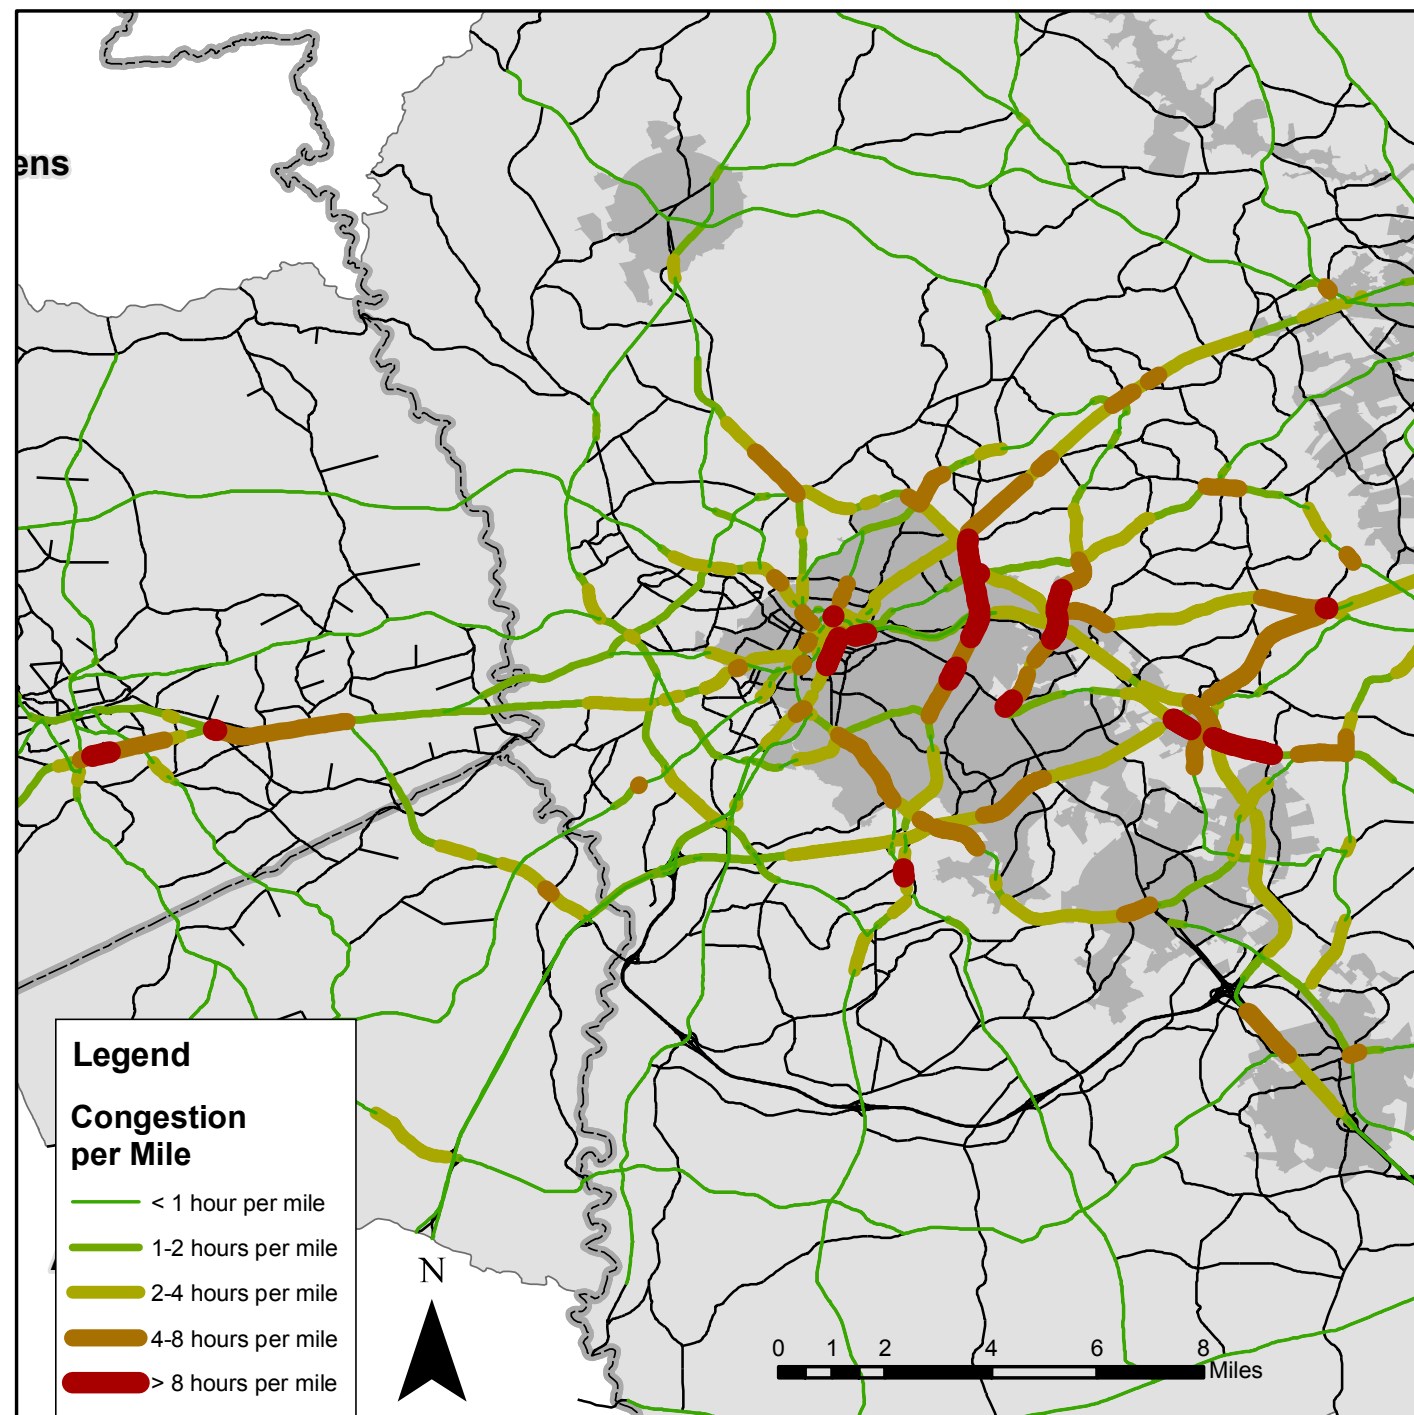 ens
Legend
Congestion
per Mile
< 1 hour per mile
1-2 hours per mile
2-4 hours per mile
4-8 hours per mile
> 8 hours per mile
N
0 1 2 4 6 8
Miles